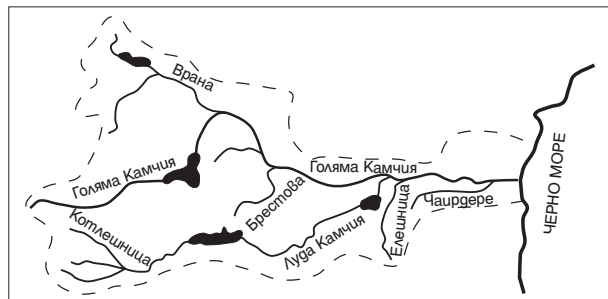 Врана
Голяма Камчия
Голяма Камчия
Котлешница
Брестова
Луда Камчия
Елешница
Чаирдере
ЧЕРНО МОРЕ